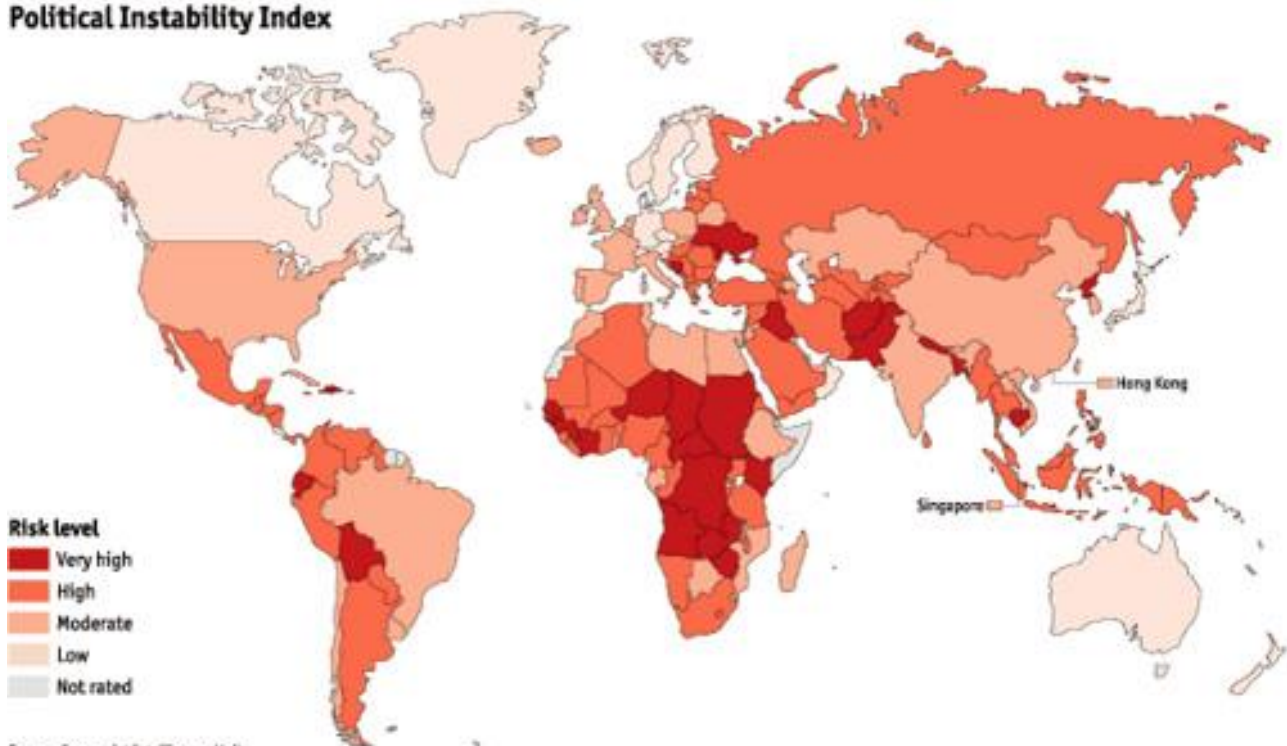 Political Instability Index
Hong Kong
Singapore
Risk level
Very high
High
Moderate
Low
Not rated